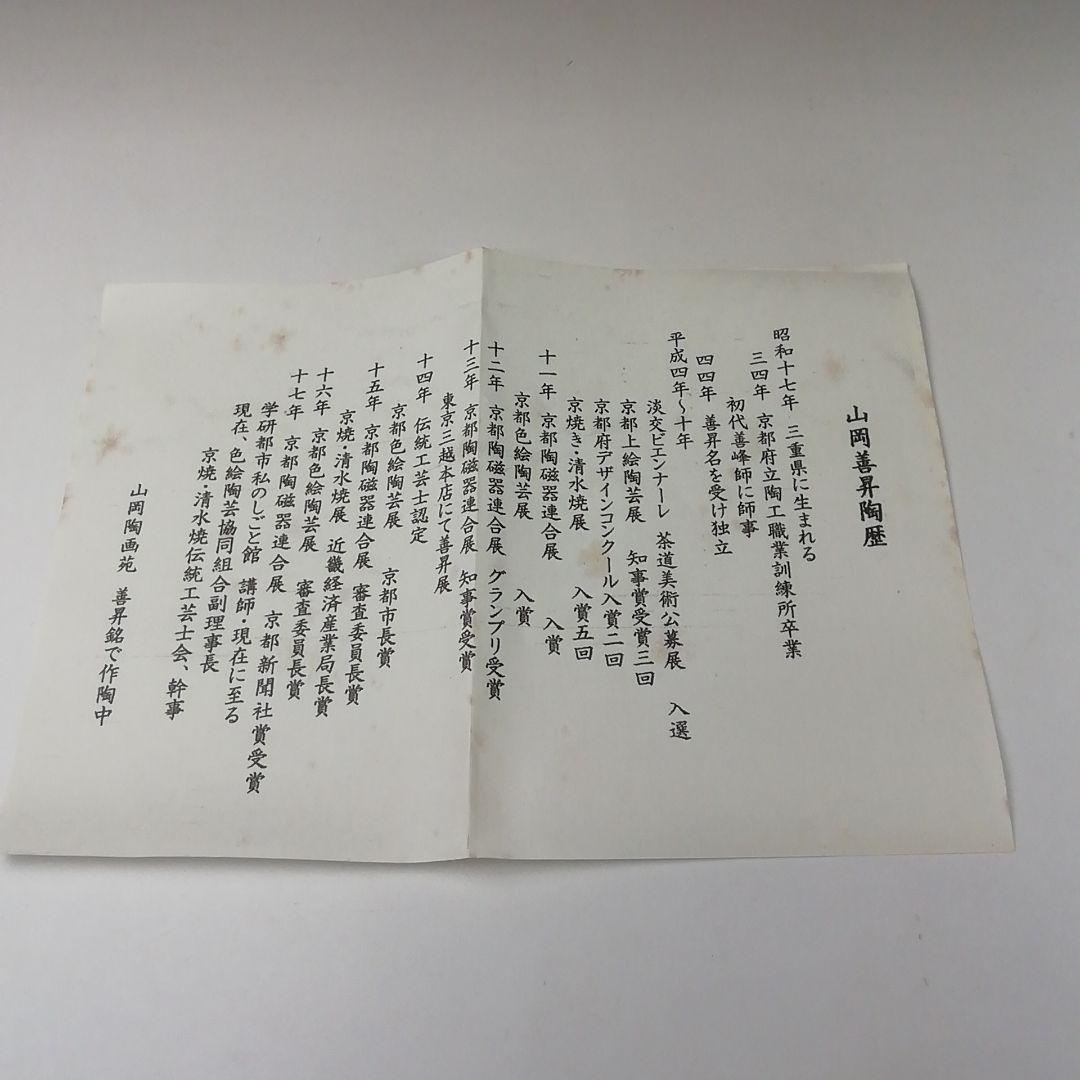 山岡善昇陶歴
昭和十七年 三重県に生まれる
三四年 京都府立陶工職業訓練所卒業
初代善峰師に師事
四四年 善昇名を受け独立
平成四年～十年
淡交ビエンナーレ 茶道美術公募展 入選
京都上絵陶芸展 知事賞受賞三回
京都府デザインコンクール入賞二回
京焼き・清水焼展 入賞五回
十一年 京都陶磁器連合展 入賞
京都色絵陶芸展 入賞
十二年 京都陶磁器連合展 グランプリ受賞
十三年 京都陶磁器連合展 知事賞受賞
東京三越本店にて善昇展
十四年 伝統工芸士認定
京都色絵陶芸展 京都市長賞
十五年 京都陶磁器連合展 審査委員長賞
京焼・清水焼展 近畿経済産業局長賞
十六年 京都色絵陶芸展 審査委員長賞
十七年 京都陶磁器連合展 京都新聞社賞受賞
学研都市私のしごと館 講師・現在に至る
現在、色絵陶芸協同組合副理事長
京焼・清水焼伝統工芸士会、幹事
山岡陶画苑 善昇銘で作陶中